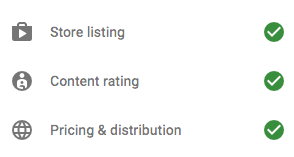 Store listing
Content rating
Pricing & distribution